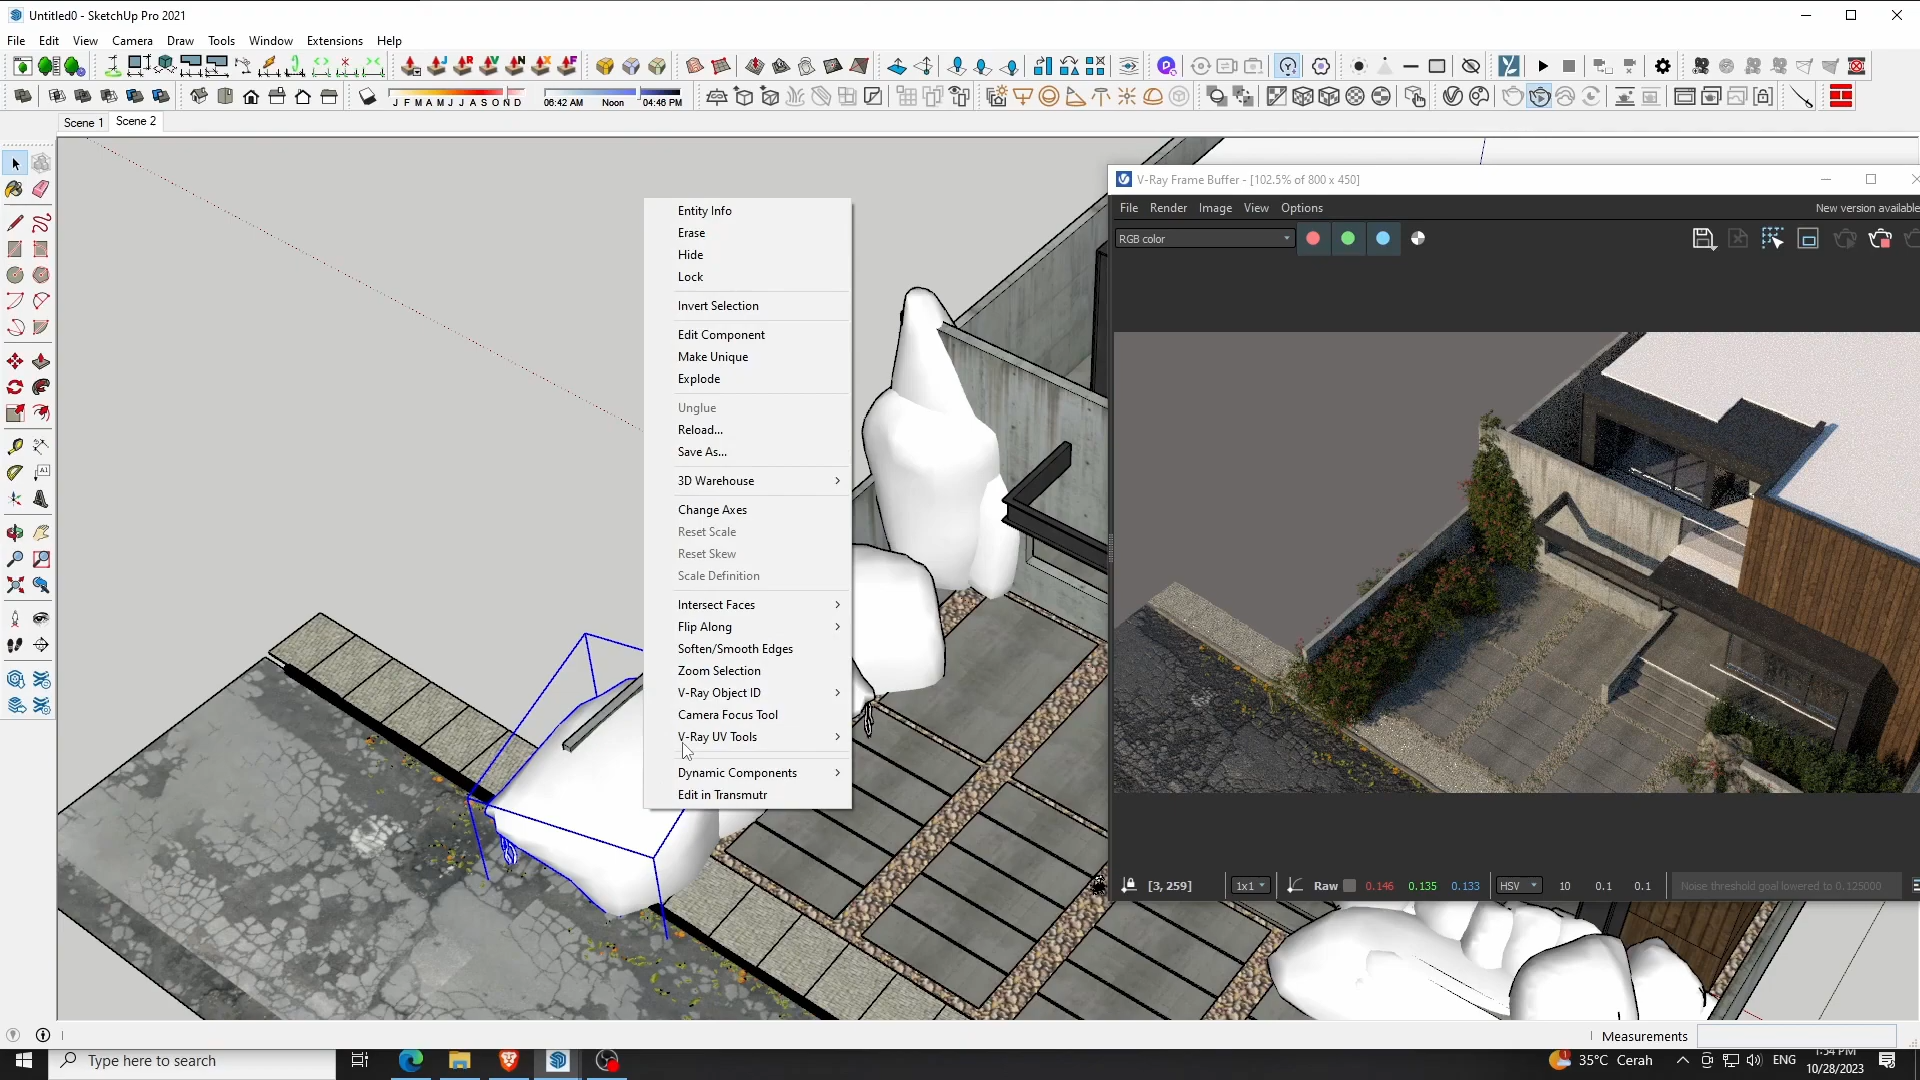 Untitled0 - SketchUp Pro 2021
File Edit View Camera Draw Tools Window Extensions Help
J R V N X F
J F M A M J J A S O N D 06:42 AM Noon 04:46 PM
Scene 1 Scene 2
V-Ray Frame Buffer - [102.5% of 800 x 450]
File Render Image View Options New version available
RGB color
Entity Info
Erase
Hide
Lock
Invert Selection
Edit Component
Make Unique
Explode
Unglue
Reload...
Save As...
3D Warehouse
Change Axes
Reset Scale
Reset Skew
Scale Definition
Intersect Faces
Flip Along
Soften/Smooth Edges
Zoom Selection
V-Ray Object ID
Camera Focus Tool
V-Ray UV Tools
Dynamic Components
Edit in Transmutr
[3, 259] 1x1 Raw 0.146 0.135 0.133 HSV 10 0.1 0.1 Noise threshold goal lowered to 0.125000
Measurements
Type here to search
35°C Cerah ENG 1:54 PM
10/28/2023